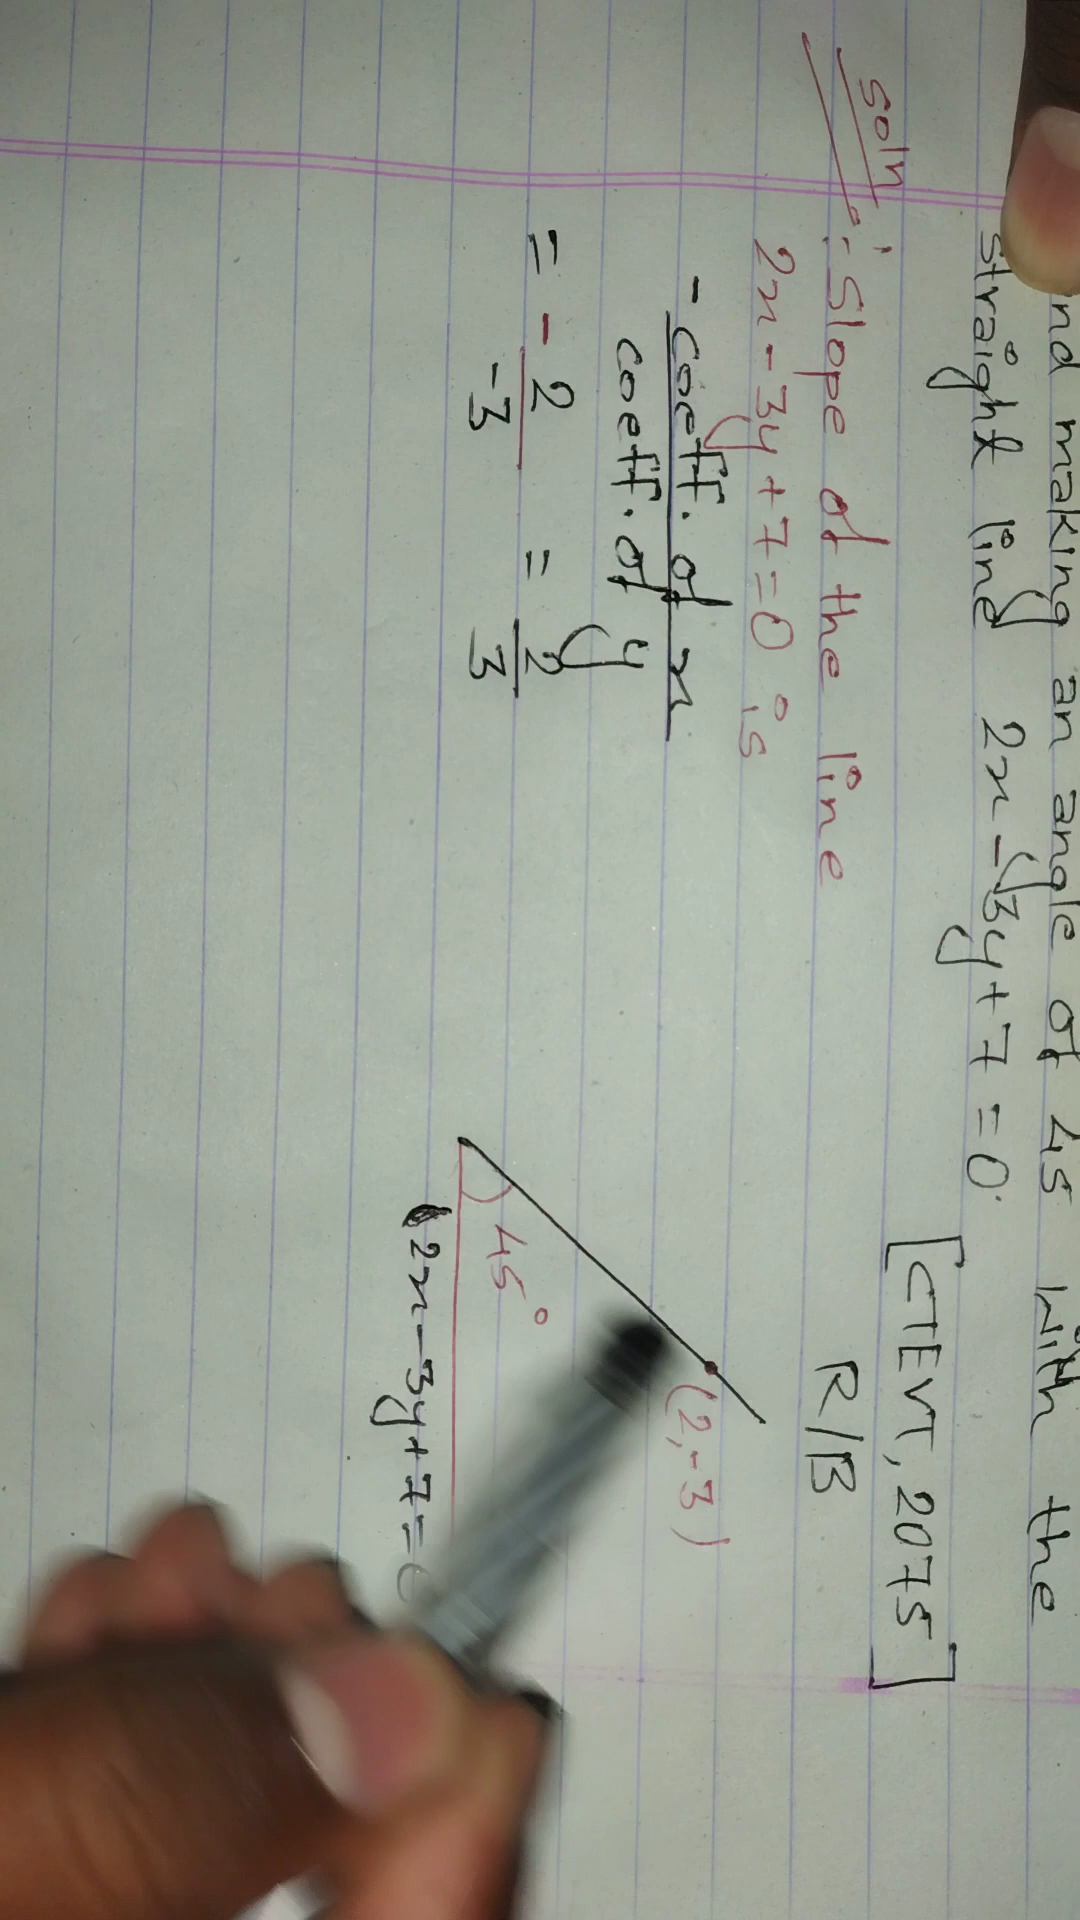 making an angle of 45 with the
straight line 2x-3y+7=0.
[CTEVT, 2075]
R/B
soln:- Slope of the line
2x-3y+7=0 is
- coeff. of x
coeff. of y
= - 2/-3 = 2/3
(2,-3)
45°
2x-3y+7=